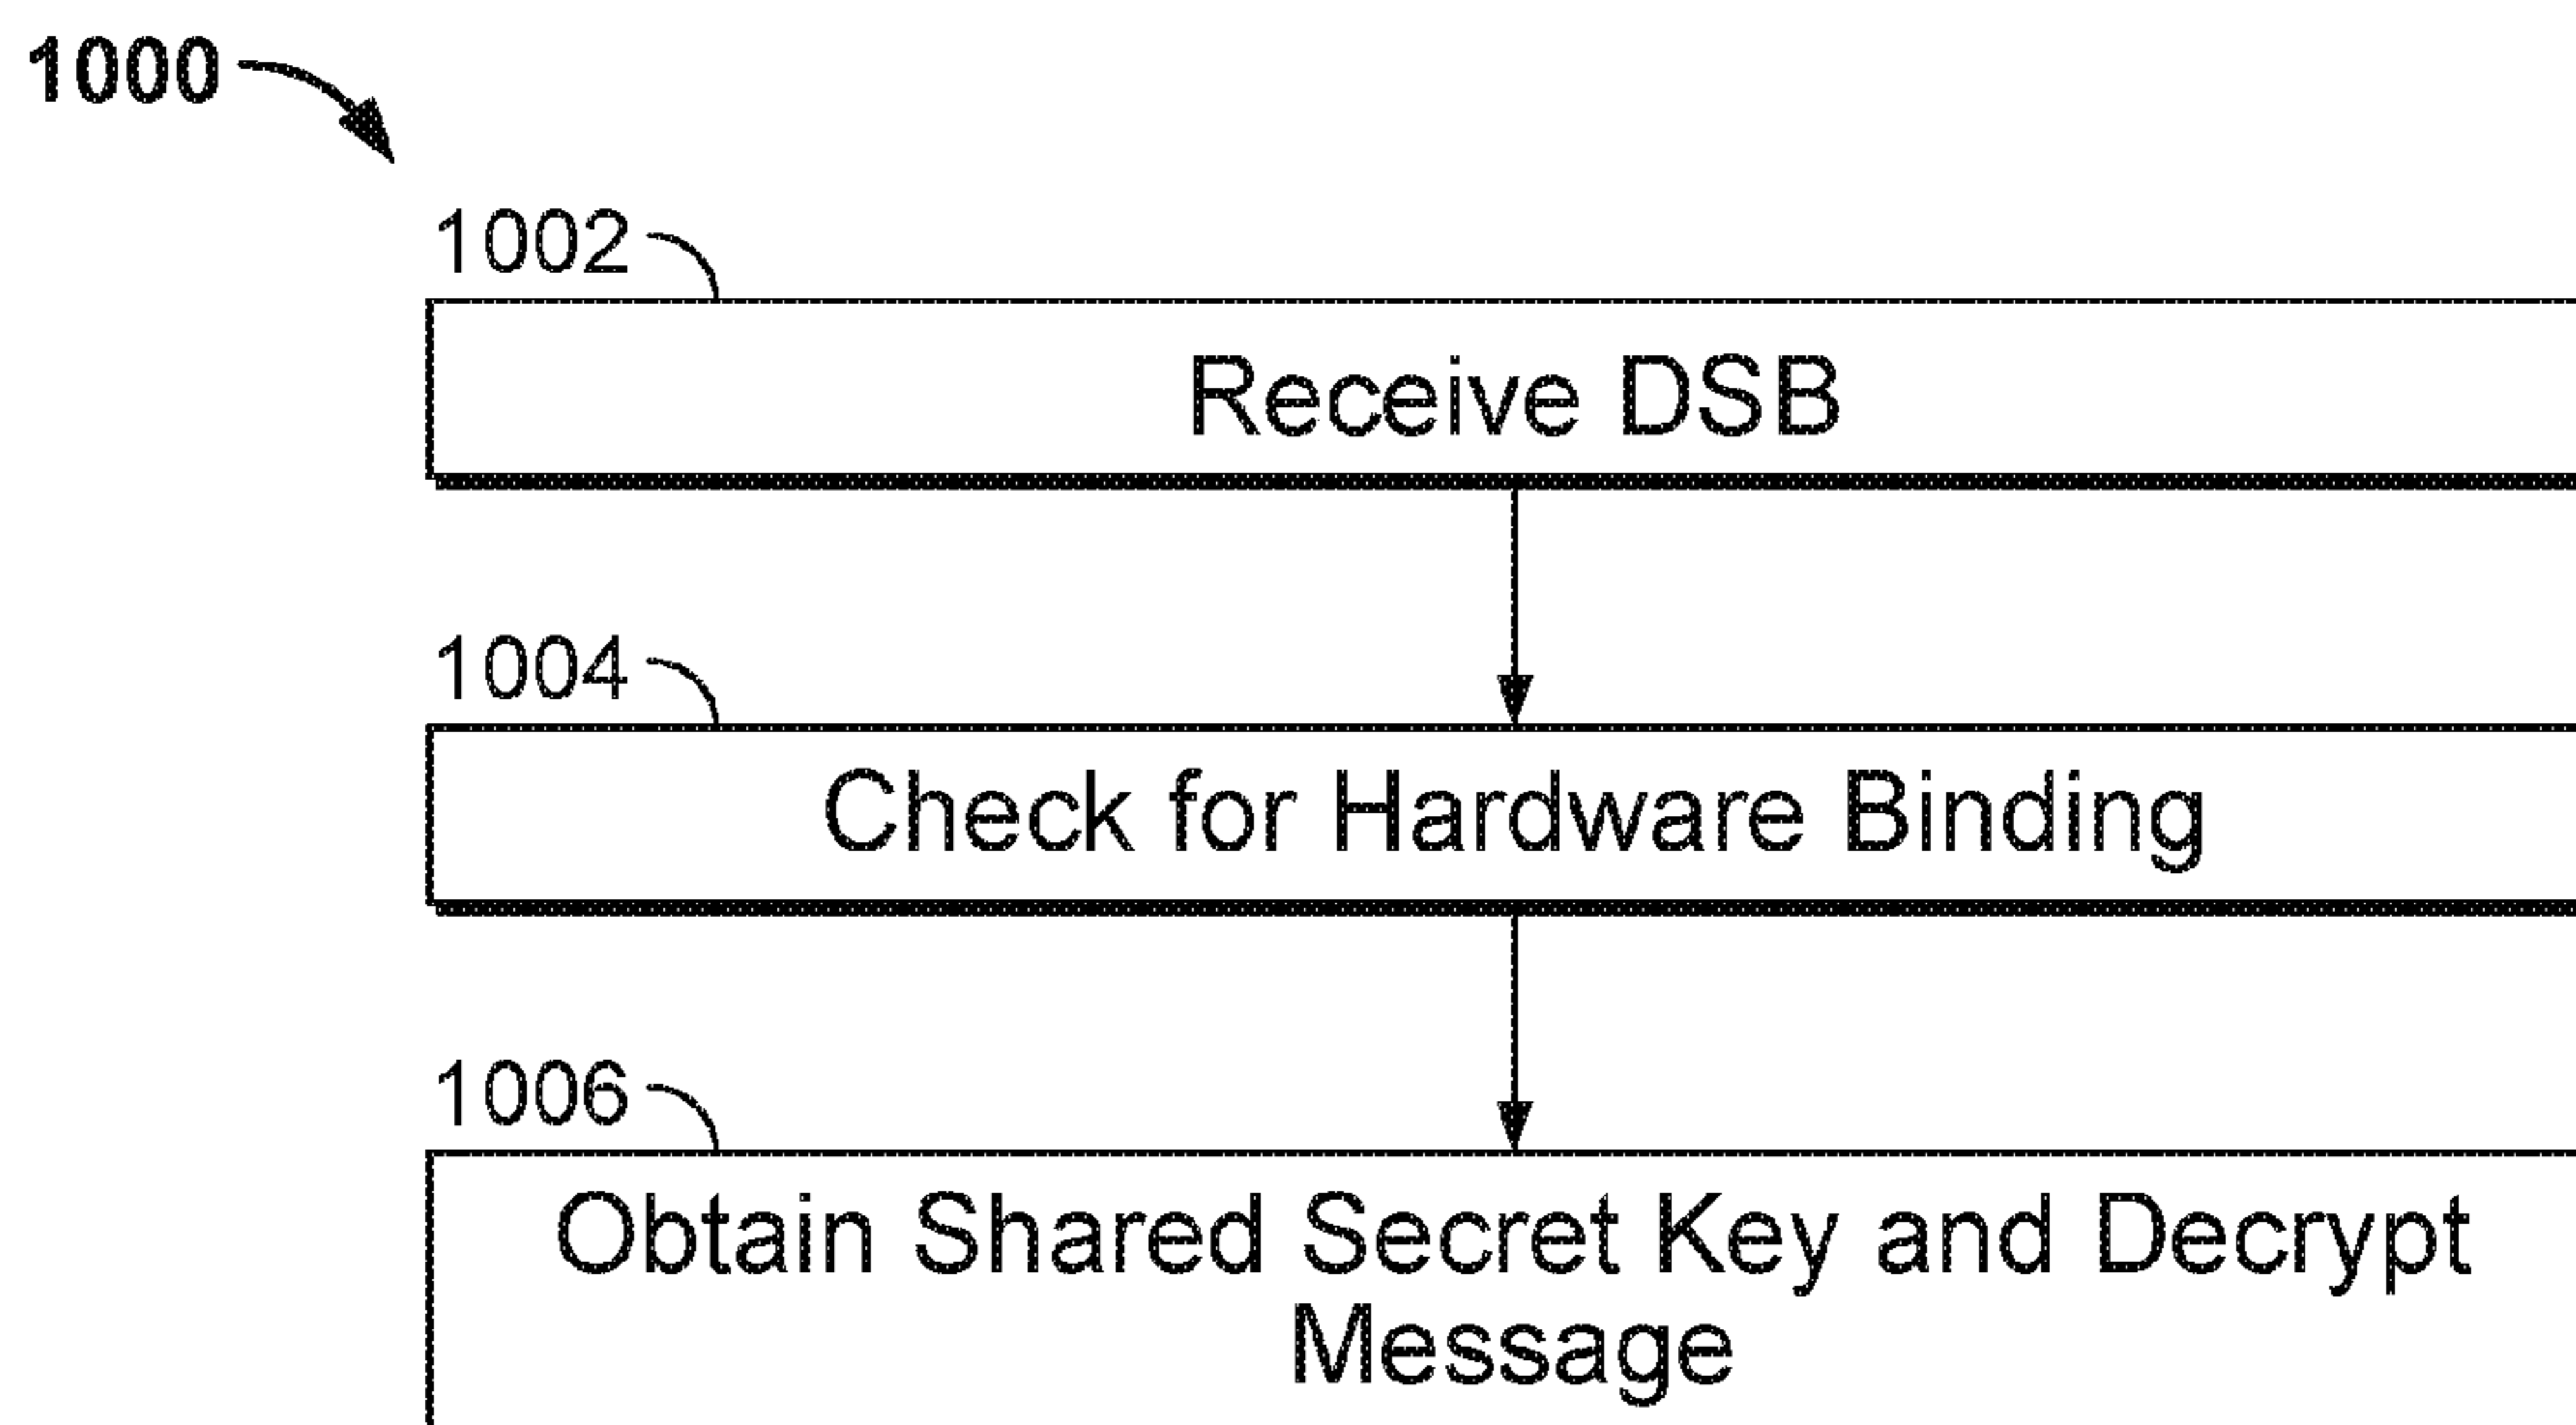 1000
1002
Receive DSB
1004
Check for Hardware Binding
1006
Obtain Shared Secret Key and Decrypt
Message